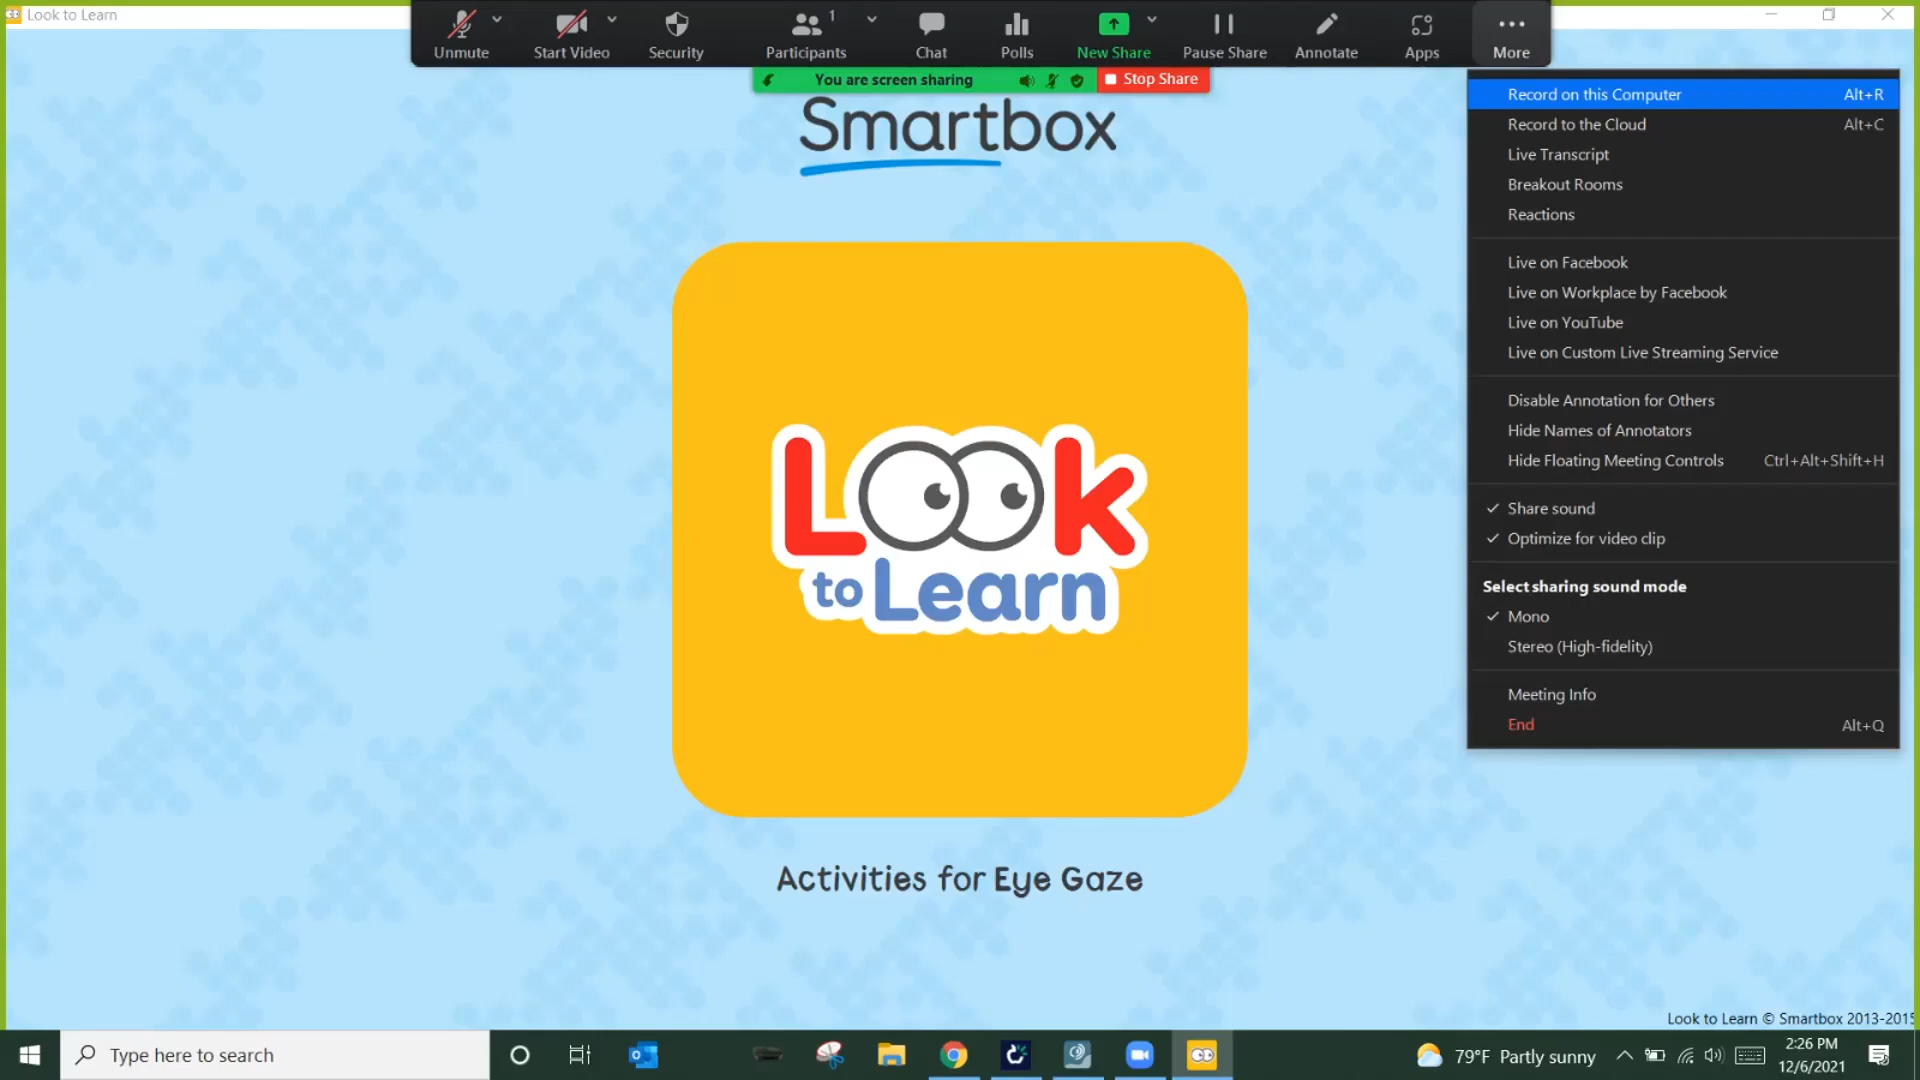 Look to Learn
Unmute
Start Video
Security
Participants
1
Chat
Polls
New Share
Pause Share
Annotate
Apps
More
You are screen sharing
Stop Share
Record on this Computer Alt+R
Record to the Cloud Alt+C
Live Transcript
Breakout Rooms
Reactions
Live on Facebook
Live on Workplace by Facebook
Live on YouTube
Live on Custom Live Streaming Service
Disable Annotation for Others
Hide Names of Annotators
Hide Floating Meeting Controls Ctrl+Alt+Shift+H
Share sound
Optimize for video clip
Select sharing sound mode
Mono
Stereo (High-fidelity)
Meeting Info
End Alt+Q
Smartbox
Look
to Learn
Activities for Eye Gaze
Look to Learn © Smartbox 2013-2015
Type here to search
79°F Partly sunny
2:26 PM
12/6/2021